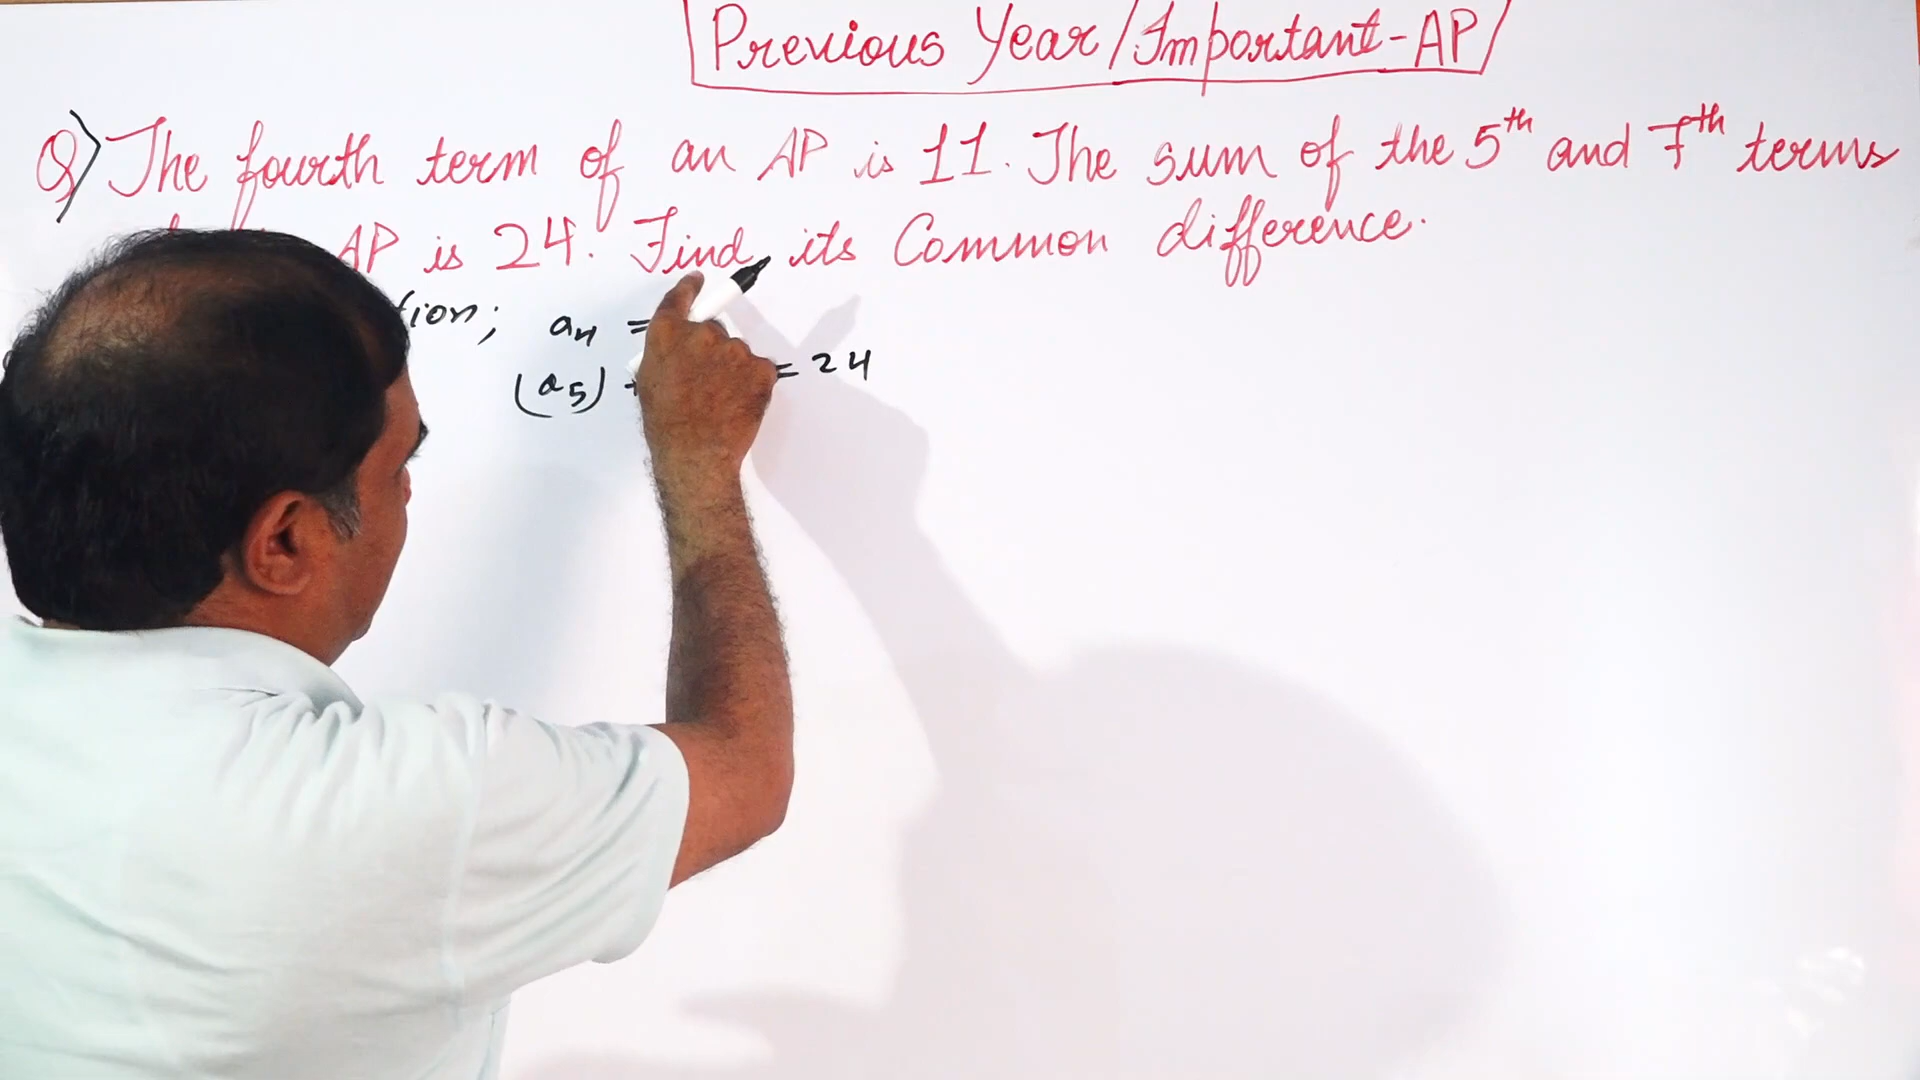 Previous Year/Important-AP
Q) The fourth term of an AP is 11. The sum of the 5th and 7th terms
AP is 24. Find its Common difference.
tion; a4 =
(a5) + = 24